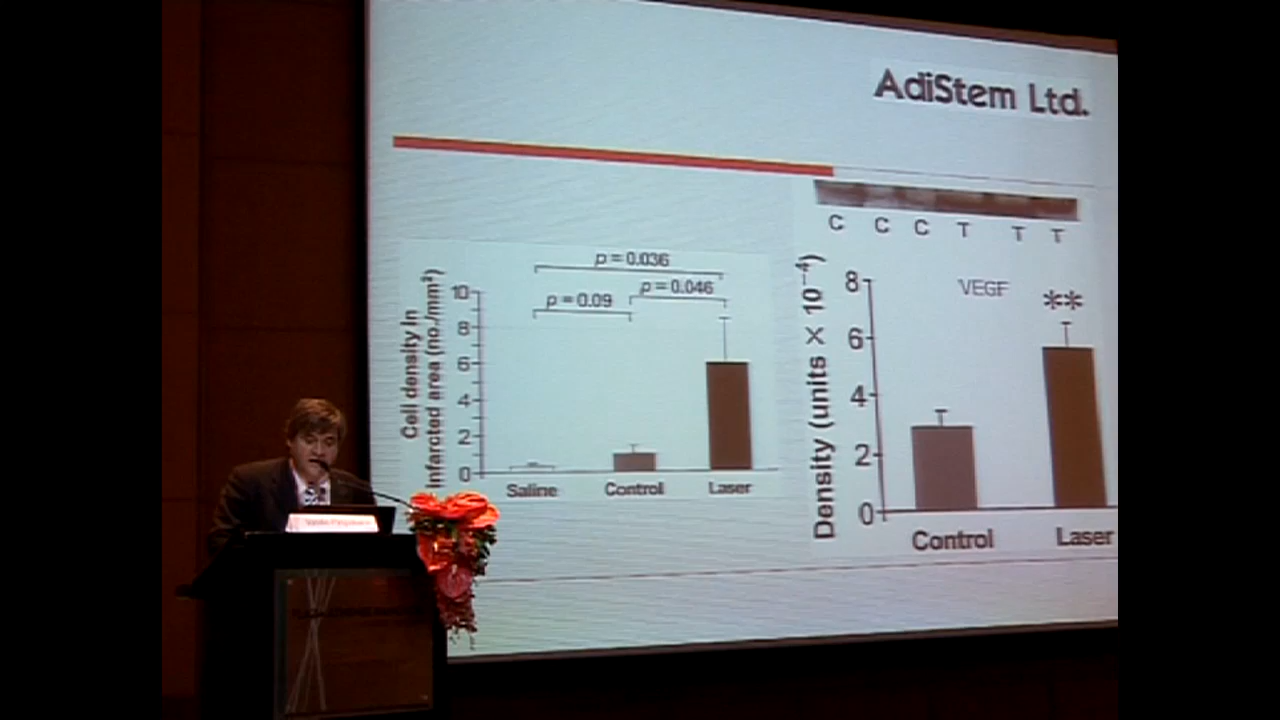 AdiStem Ltd.
C C C T T T
p = 0.036
p = 0.046
p = 0.09
Cell density in
infarcted area (no./mm²)
10
8
6
4
2
0
Saline Control Laser
VEGF
**
Density (units × 10⁻⁴)
8
6
4
2
0
Control Laser